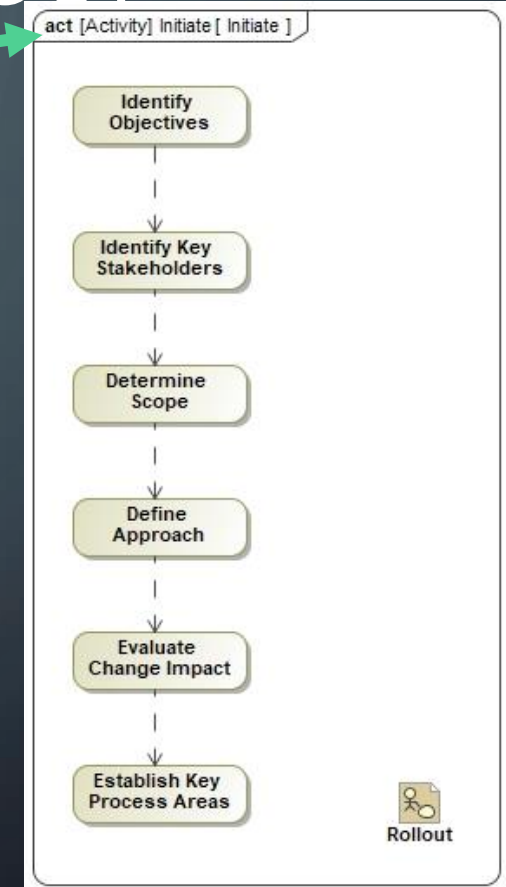 act [Activity] Initiate [ Initiate ]
Identify
Objectives
Identify Key
Stakeholders
Determine
Scope
Define
Approach
Evaluate
Change Impact
Establish Key
Process Areas
Rollout